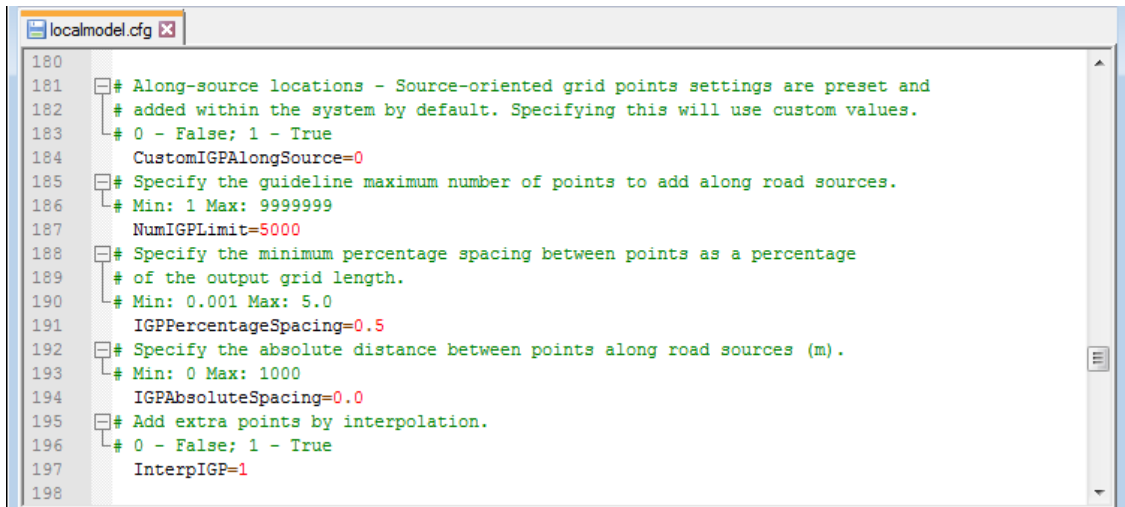 localmodel.cfg
180
181 # Along-source locations - Source-oriented grid points settings are preset and
182 # added within the system by default. Specifying this will use custom values.
183 # 0 - False; 1 - True
184 CustomIGPAlongSource=0
185 # Specify the guideline maximum number of points to add along road sources.
186 # Min: 1 Max: 9999999
187 NumIGPLimit=5000
188 # Specify the minimum percentage spacing between points as a percentage
189 # of the output grid length.
190 # Min: 0.001 Max: 5.0
191 IGPPercentageSpacing=0.5
192 # Specify the absolute distance between points along road sources (m).
193 # Min: 0 Max: 1000
194 IGPAbsoluteSpacing=0.0
195 # Add extra points by interpolation.
196 # 0 - False; 1 - True
197 InterpIGP=1
198